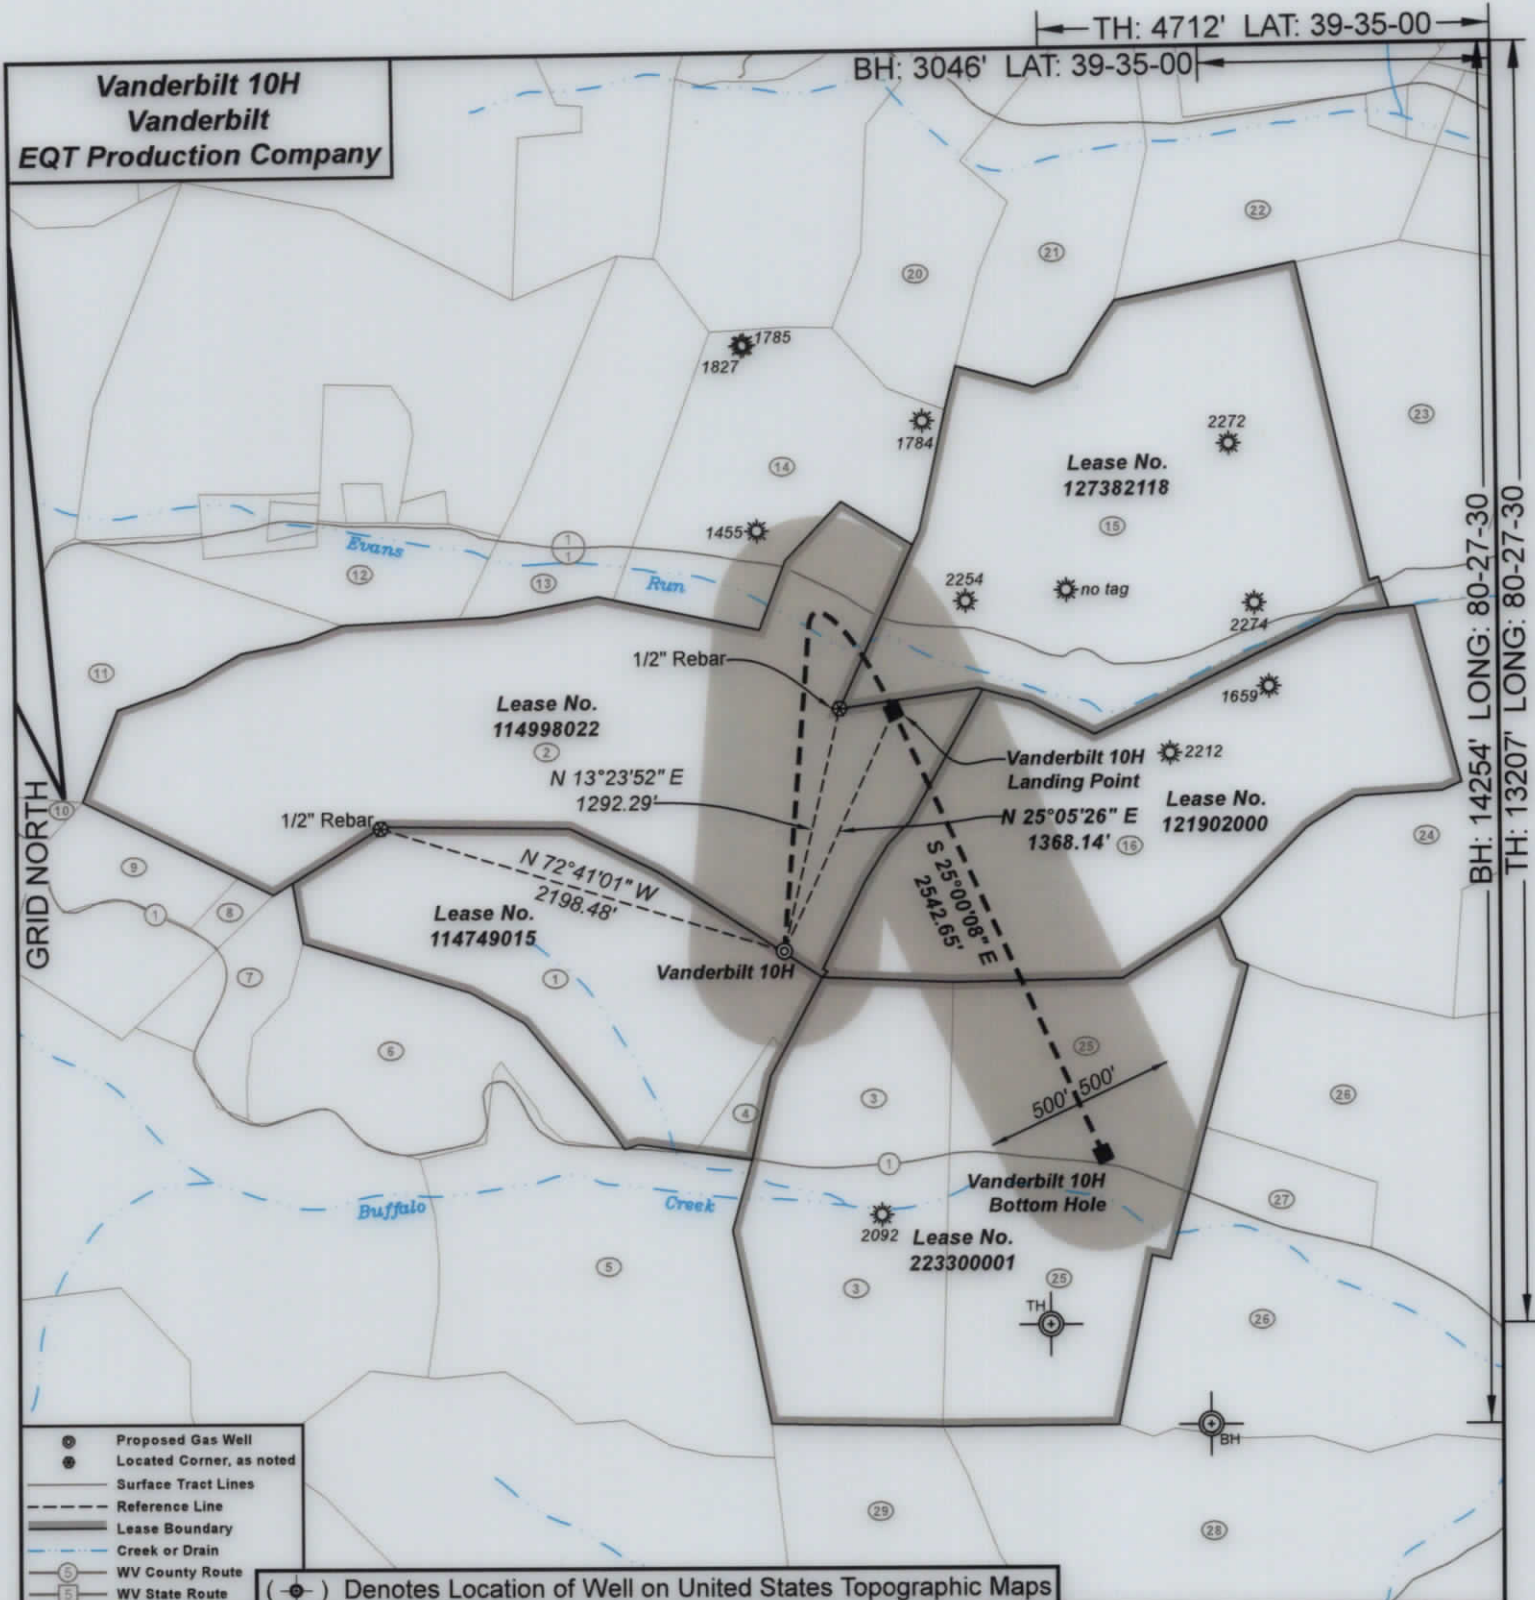 TH: 4712' LAT: 39-35-00
BH: 3046' LAT: 39-35-00
Vanderbilt 10H
Vanderbilt
EQT Production Company
22
21
20
1785
1827
1784
2272
23
Lease No.
127382118
14
15
1455
1
1
Evans
Run
12
13
2254
no tag
2274
BH: 14254' LONG: 80-27-30
TH: 13207' LONG: 80-27-30
1/2" Rebar
11
1659
Lease No.
114998022
2
2212
Vanderbilt 10H
Landing Point
N 13°23'52" E
1292.29'
Lease No.
121902000
N 25°05'26" E
1368.14'
16
24
10
GRID NORTH
1/2" Rebar
9
N 72°41'01" W
2198.48'
S 25°00'08" E
2542.65'
8
1
Lease No.
114749015
Vanderbilt 10H
7
1
6
25
500' 500'
3
4
26
1
Vanderbilt 10H
Bottom Hole
27
Buffalo
Creek
2092
Lease No.
223300001
5
3
25
TH
26
BH
29
28
Proposed Gas Well
Located Corner, as noted
Surface Tract Lines
Reference Line
Lease Boundary
Creek or Drain
5 WV County Route
5 WV State Route
( ) Denotes Location of Well on United States Topographic Maps